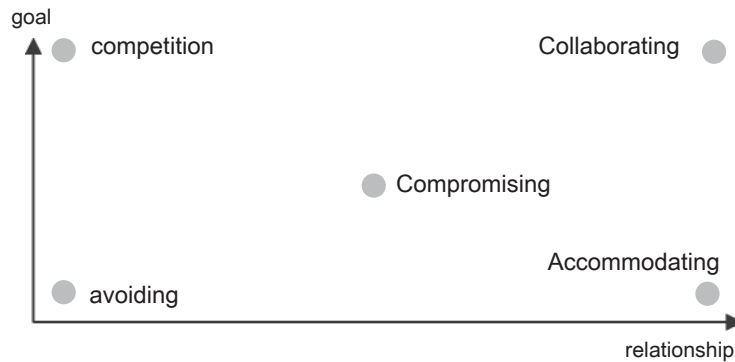 goal
competition
Collaborating
Compromising
Accommodating
avoiding
relationship